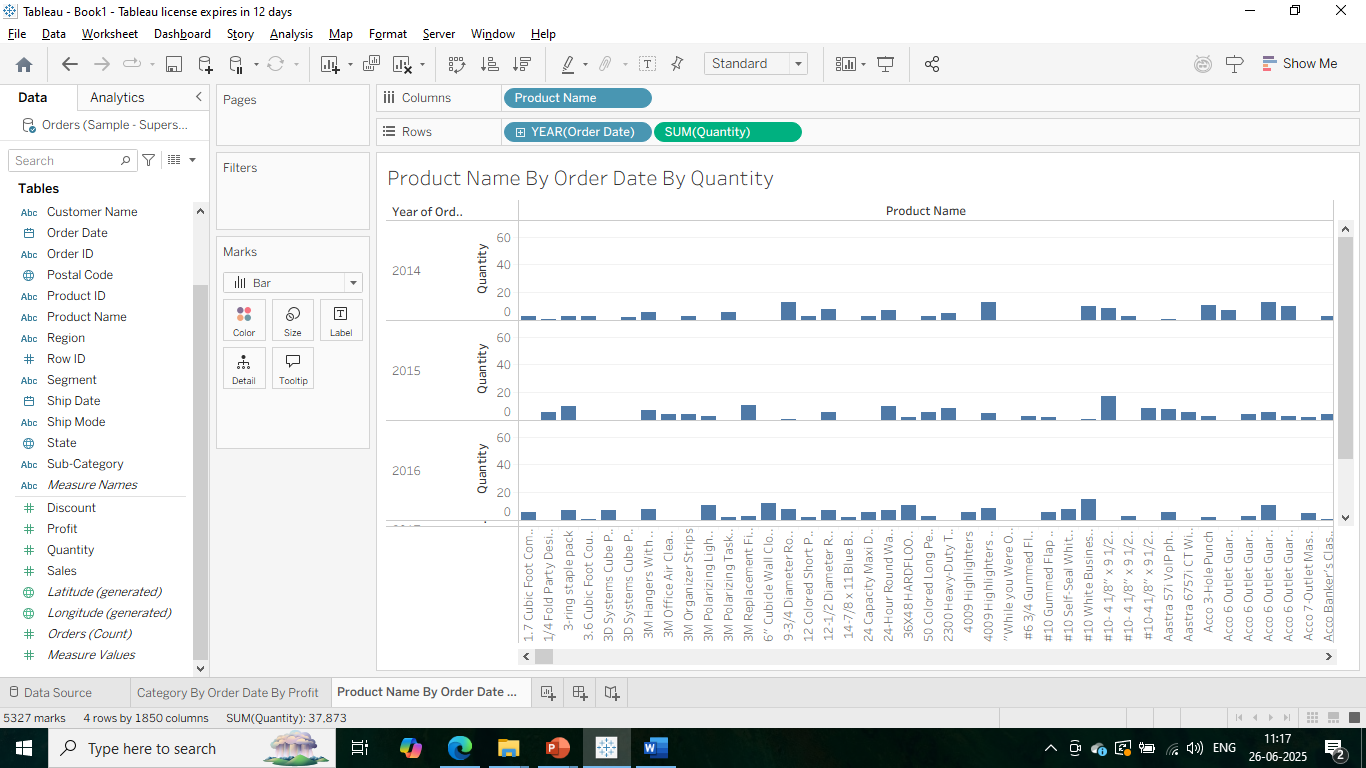 Tableau - Book1 - Tableau license expires in 12 days
File Data Worksheet Dashboard Story Analysis Map Format Server Window Help
Standard
Show Me
Data Analytics
Orders (Sample - Supers...
Search
Tables
Abc Customer Name
Order Date
Abc Order ID
Postal Code
Abc Product ID
Abc Product Name
Abc Region
# Row ID
Abc Segment
Ship Date
Abc Ship Mode
State
Abc Sub-Category
Abc Measure Names
# Discount
# Profit
# Quantity
# Sales
Latitude (generated)
Longitude (generated)
# Orders (Count)
# Measure Values
Pages
Filters
Marks
Bar
Color Size Label
Detail Tooltip
Columns Product Name
Rows YEAR(Order Date) SUM(Quantity)
Product Name By Order Date By Quantity
Year of Ord..
Product Name
2014
Quantity
60
40
20
0
2015
Quantity
60
40
20
0
2016
Quantity
60
40
20
0
1.7 Cubic Foot Com..
1/4 Fold Party Desi..
3-ring staple pack
3.6 Cubic Foot Cou..
3D Systems Cube P..
3D Systems Cube P..
3M Hangers With ..
3M Office Air Clea..
3M Organizer Strips
3M Polarizing Ligh..
3M Polarizing Task..
3M Replacement Fi..
6" Cubicle Wall Clo..
9-3/4 Diameter Ro..
12 Colored Short P..
12-1/2 Diameter R..
14-7/8 x 11 Blue B..
24 Capacity Maxi D..
24-Hour Round Wa..
36X48 HARDFLOO..
50 Colored Long Pe..
2300 Heavy-Duty T..
4009 Highlighters
4009 Highlighters ..
"While you Were O..
#6 3/4 Gummed Fl..
#10 Gummed Flap ..
#10 Self-Seal Whit..
#10 White Busines..
#10- 4 1/8" x 9 1/2..
#10- 4 1/8" x 9 1/2..
#10-4 1/8" x 9 1/2..
Aastra 57i VoIP ph..
Aastra 6757i CT Wi..
Acco 3-Hole Punch
Acco 6 Outlet Guar..
Acco 6 Outlet Guar..
Acco 6 Outlet Guar..
Acco 6 Outlet Guar..
Acco 7-Outlet Mas..
Acco Banker's Clas..
Data Source Category By Order Date By Profit Product Name By Order Date ...
5327 marks 4 rows by 1850 columns SUM(Quantity): 37,873
Type here to search
ENG
11:17
26-06-2025
2